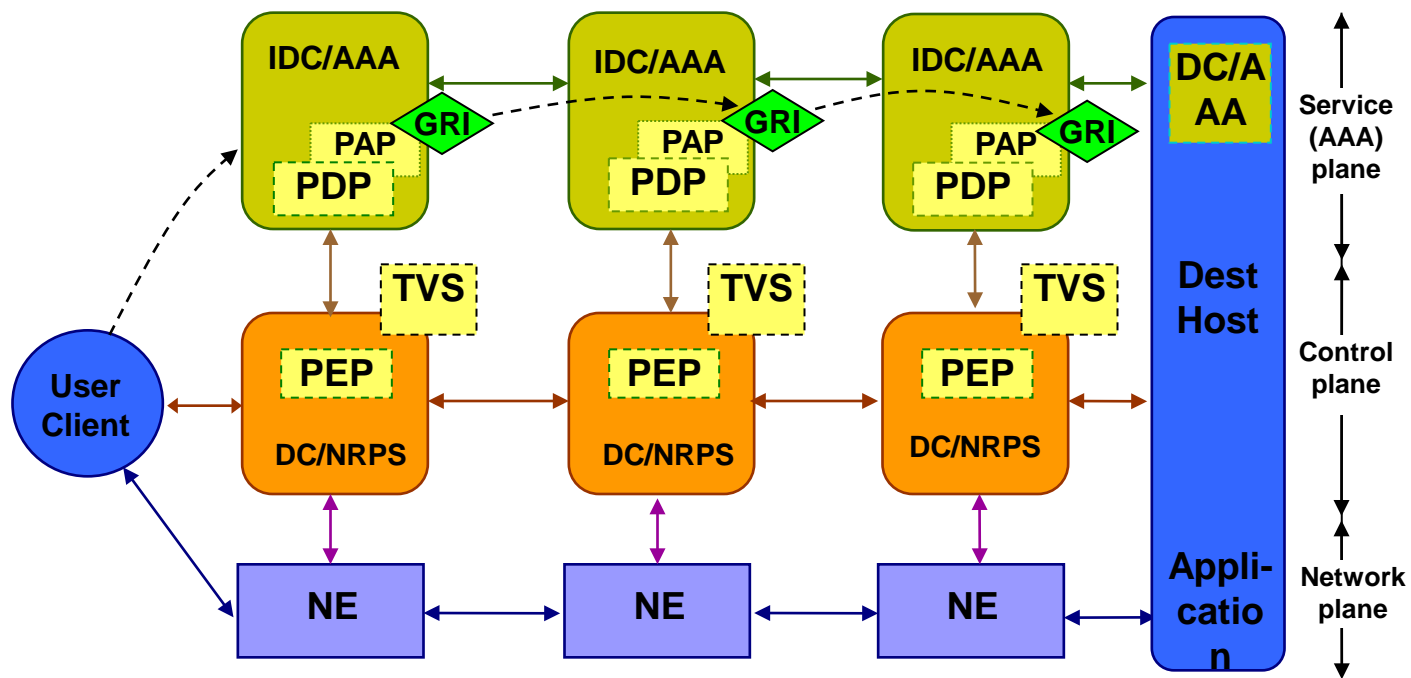 IDC/AAA
IDC/AAA
IDC/AAA
DC/A
AA
GRI
GRI
GRI
PAP
PAP
PAP
PDP
PDP
PDP
Service
(AAA)
plane
TVS
TVS
TVS
Dest
Host
User
Client
PEP
PEP
PEP
DC/NRPS
DC/NRPS
DC/NRPS
Control
plane
NE
NE
NE
Appli-
catio
n
Network
plane